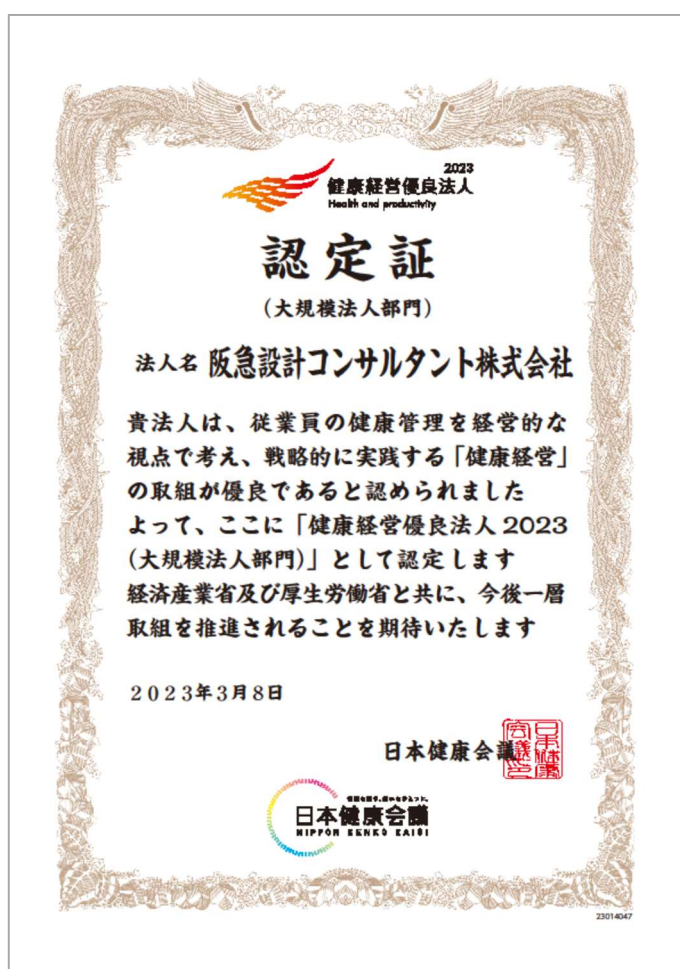 2023
健康経営優良法人
Health and productivity
認定証
（大規模法人部門）
法人名 阪急設計コンサルタント株式会社
貴法人は、従業員の健康管理を経営的な
視点で考え、戦略的に実践する「健康経営」
の取組が優良であると認められました
よって、ここに「健康経営優良法人2023
（大規模法人部門）」として認定します
経済産業省及び厚生労働省と共に、今後一層
取組を推進されることを期待いたします
2023年3月8日
日本健康会議
日本健康会議
NIPPON KENKO KAIGI
23014047